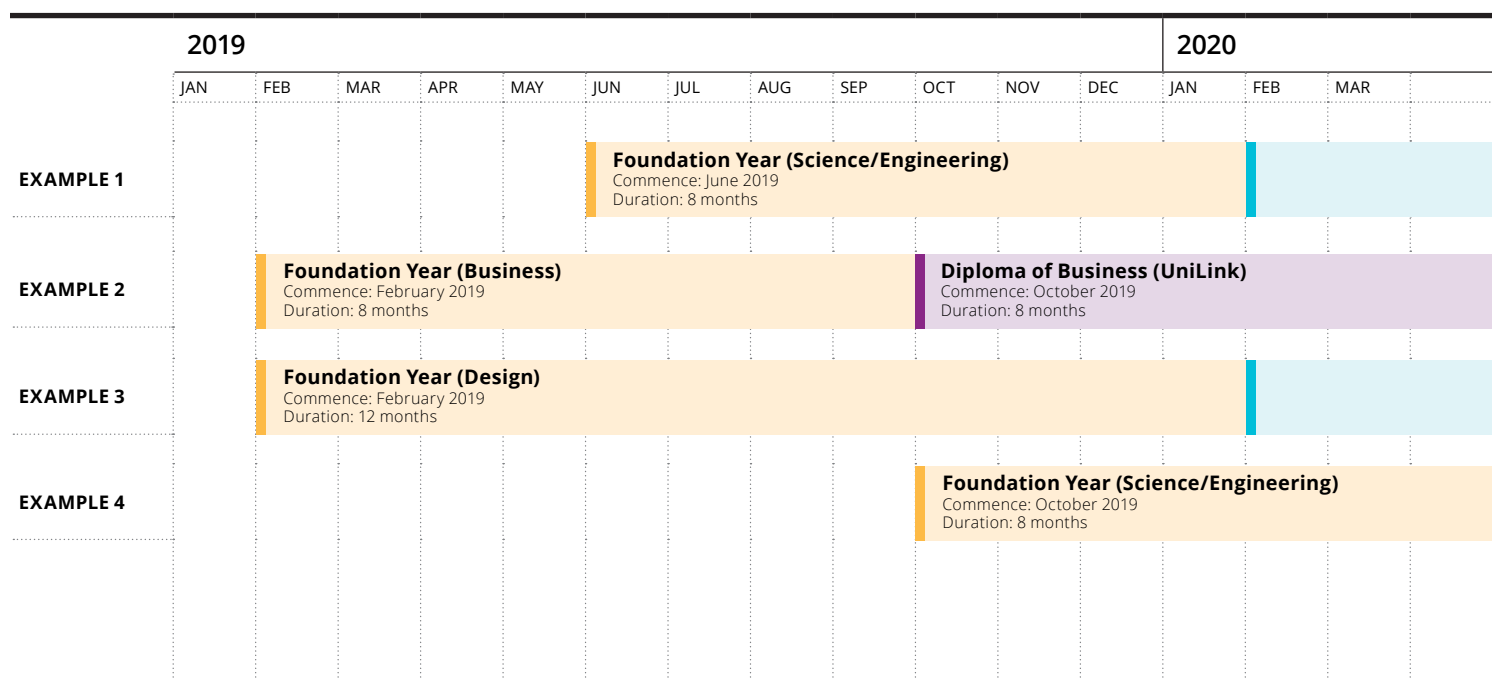 2019 2020
JAN FEB MAR APR MAY JUN JUL AUG SEP OCT NOV DEC JAN FEB MAR
EXAMPLE 1
Foundation Year (Science/Engineering)
Commence: June 2019
Duration: 8 months
EXAMPLE 2
Foundation Year (Business)
Commence: February 2019
Duration: 8 months
Diploma of Business (UniLink)
Commence: October 2019
Duration: 8 months
EXAMPLE 3
Foundation Year (Design)
Commence: February 2019
Duration: 12 months
EXAMPLE 4
Foundation Year (Science/Engineering)
Commence: October 2019
Duration: 8 months